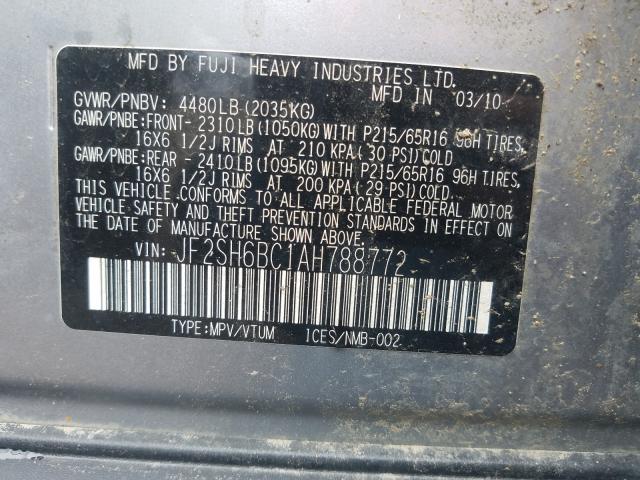 MFD BY FUJI HEAVY INDUSTRIES LTD.
MFD IN 03/10
GVWR/PNBV: 4480LB(2035KG)
GAWR/PNBE:FRONT- 2310LB(1050KG)WITH P215/65R16 96H TIRES,
16X6 1/2J RIMS AT 210 KPA(30 PSI)COLD
GAWR/PNBE:REAR - 2410LB(1095KG)WITH P215/65R16 96H TIRES,
16X6 1/2J RIMS AT 200 KPA(29 PSI)COLD.
THIS VEHICLE CONFORMS TO ALL APPLICABLE FEDERAL MOTOR
VEHICLE SAFETY AND THEFT PREVENTION STANDARDS IN EFFECT ON
THE DATE OF MANUFACTURE SHOWN ABOVE.
VIN: JF2SH6BC1AH788772
TYPE:MPV/VTUM ICES/NMB-002